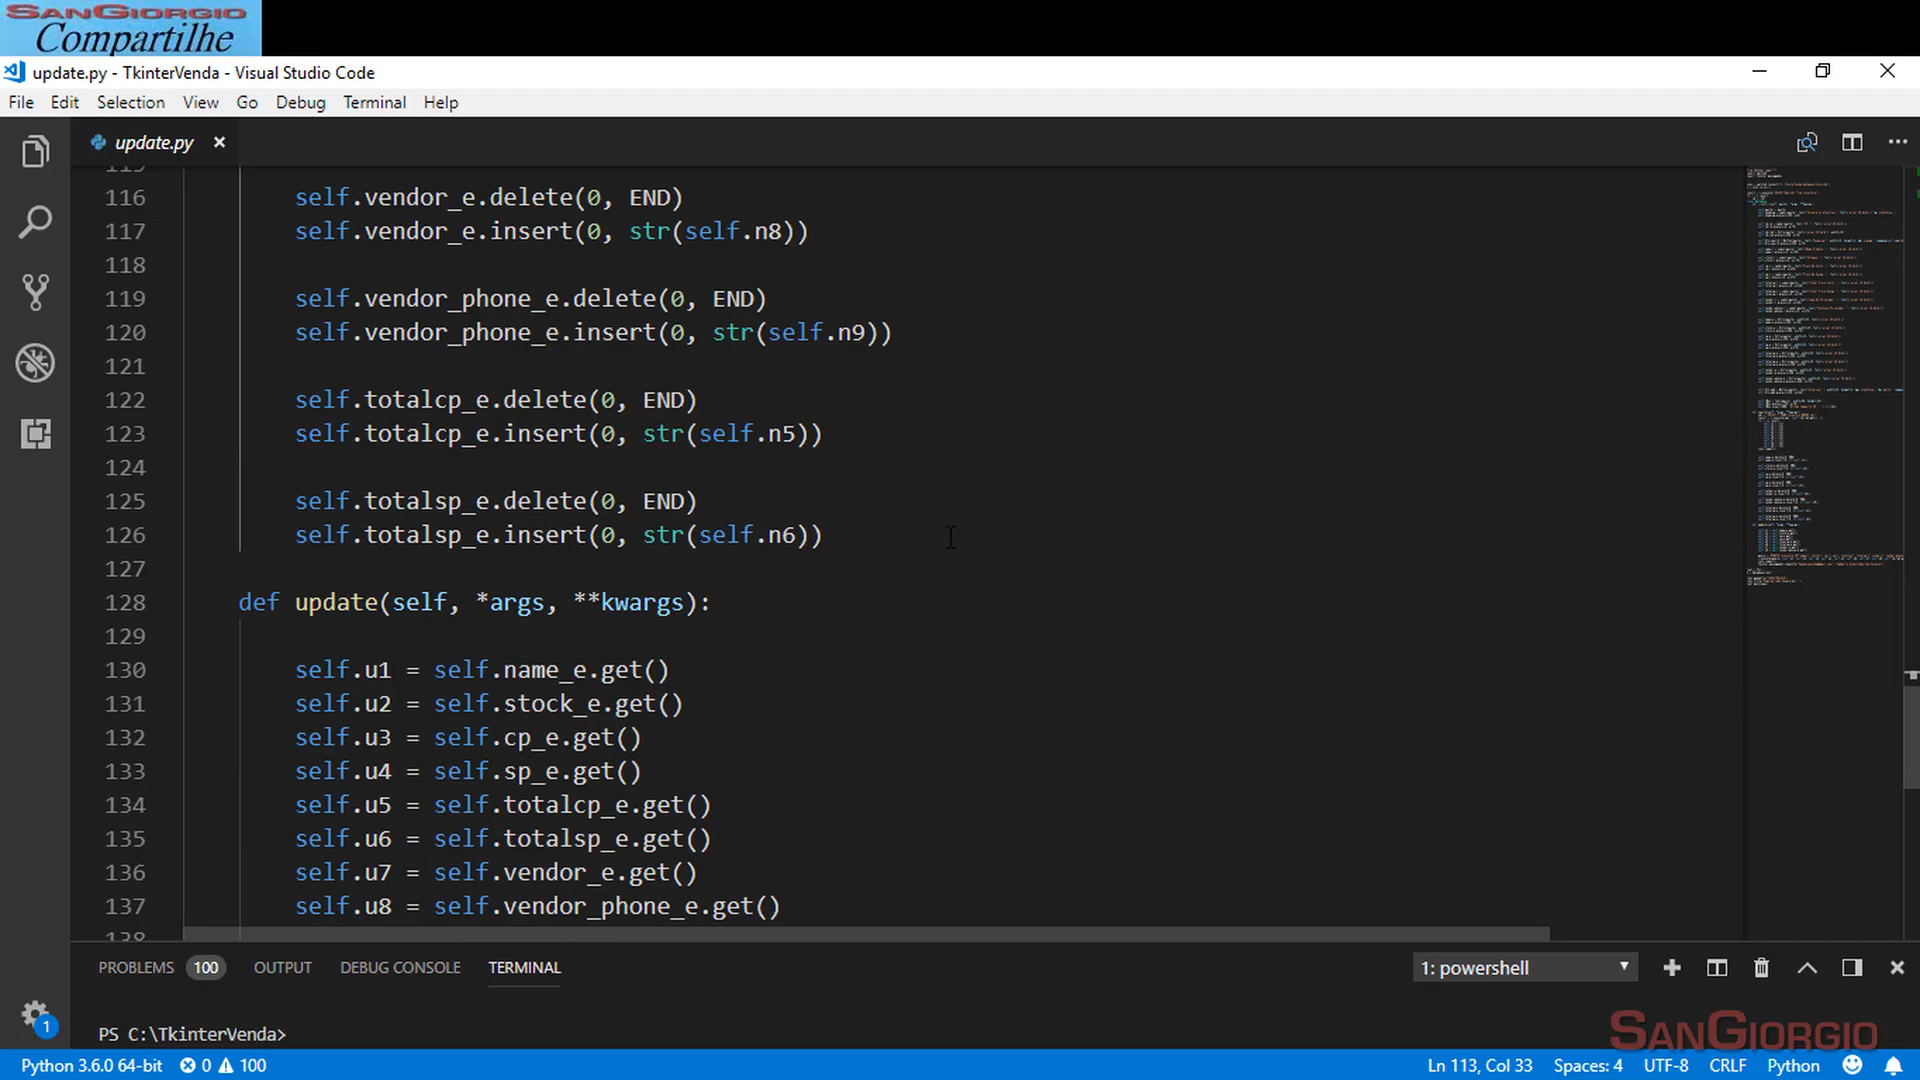 SanGiorgio
Compartilhe
update.py - TkinterVenda - Visual Studio Code
File Edit Selection View Go Debug Terminal Help
update.py
116 self.vendor_e.delete(0, END)
117 self.vendor_e.insert(0, str(self.n8))
118
119 self.vendor_phone_e.delete(0, END)
120 self.vendor_phone_e.insert(0, str(self.n9))
121
122 self.totalcp_e.delete(0, END)
123 self.totalcp_e.insert(0, str(self.n5))
124
125 self.totalsp_e.delete(0, END)
126 self.totalsp_e.insert(0, str(self.n6))
127
128 def update(self, *args, **kwargs):
129
130 self.u1 = self.name_e.get()
131 self.u2 = self.stock_e.get()
132 self.u3 = self.cp_e.get()
133 self.u4 = self.sp_e.get()
134 self.u5 = self.totalcp_e.get()
135 self.u6 = self.totalsp_e.get()
136 self.u7 = self.vendor_e.get()
137 self.u8 = self.vendor_phone_e.get()
138
PROBLEMS 100 OUTPUT DEBUG CONSOLE TERMINAL 1: powershell
1
PS C:\TkinterVenda>
SanGiorgio
Python 3.6.0 64-bit 0 100 Ln 113, Col 33 Spaces: 4 UTF-8 CRLF Python